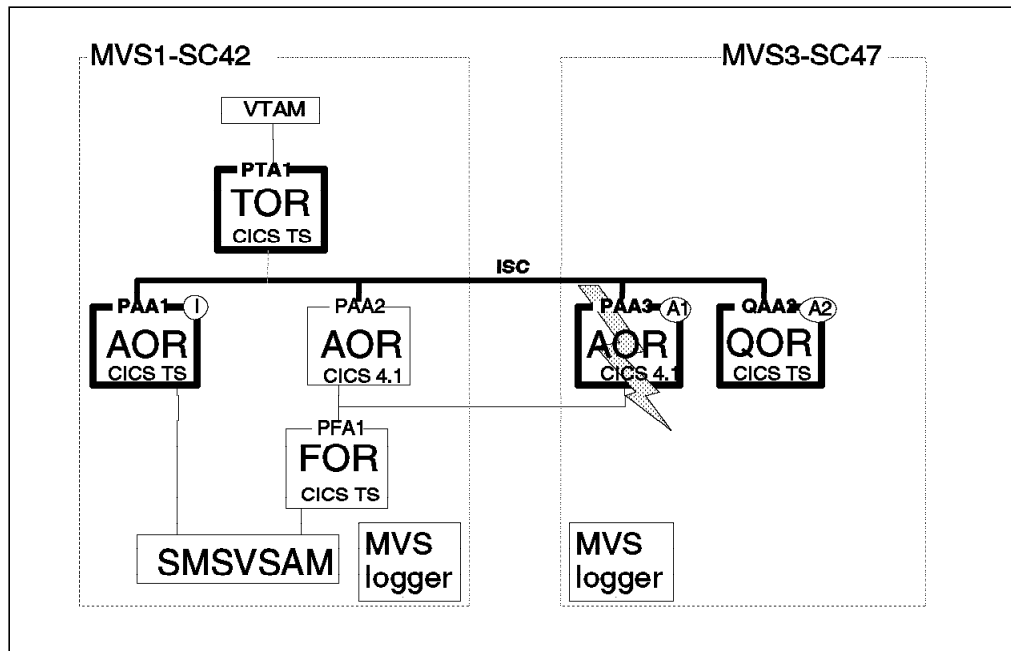 MVS1-SC42
MVS3-SC47
VTAM
PTA1
TOR
CICS TS
ISC
PAA1
I
AOR
CICS TS
PAA2
AOR
CICS 4.1
PAA3
A1
AOR
CICS 4.1
QAA2
A2
QOR
CICS TS
PFA1
FOR
CICS TS
SMSVSAM
MVS
logger
MVS
logger